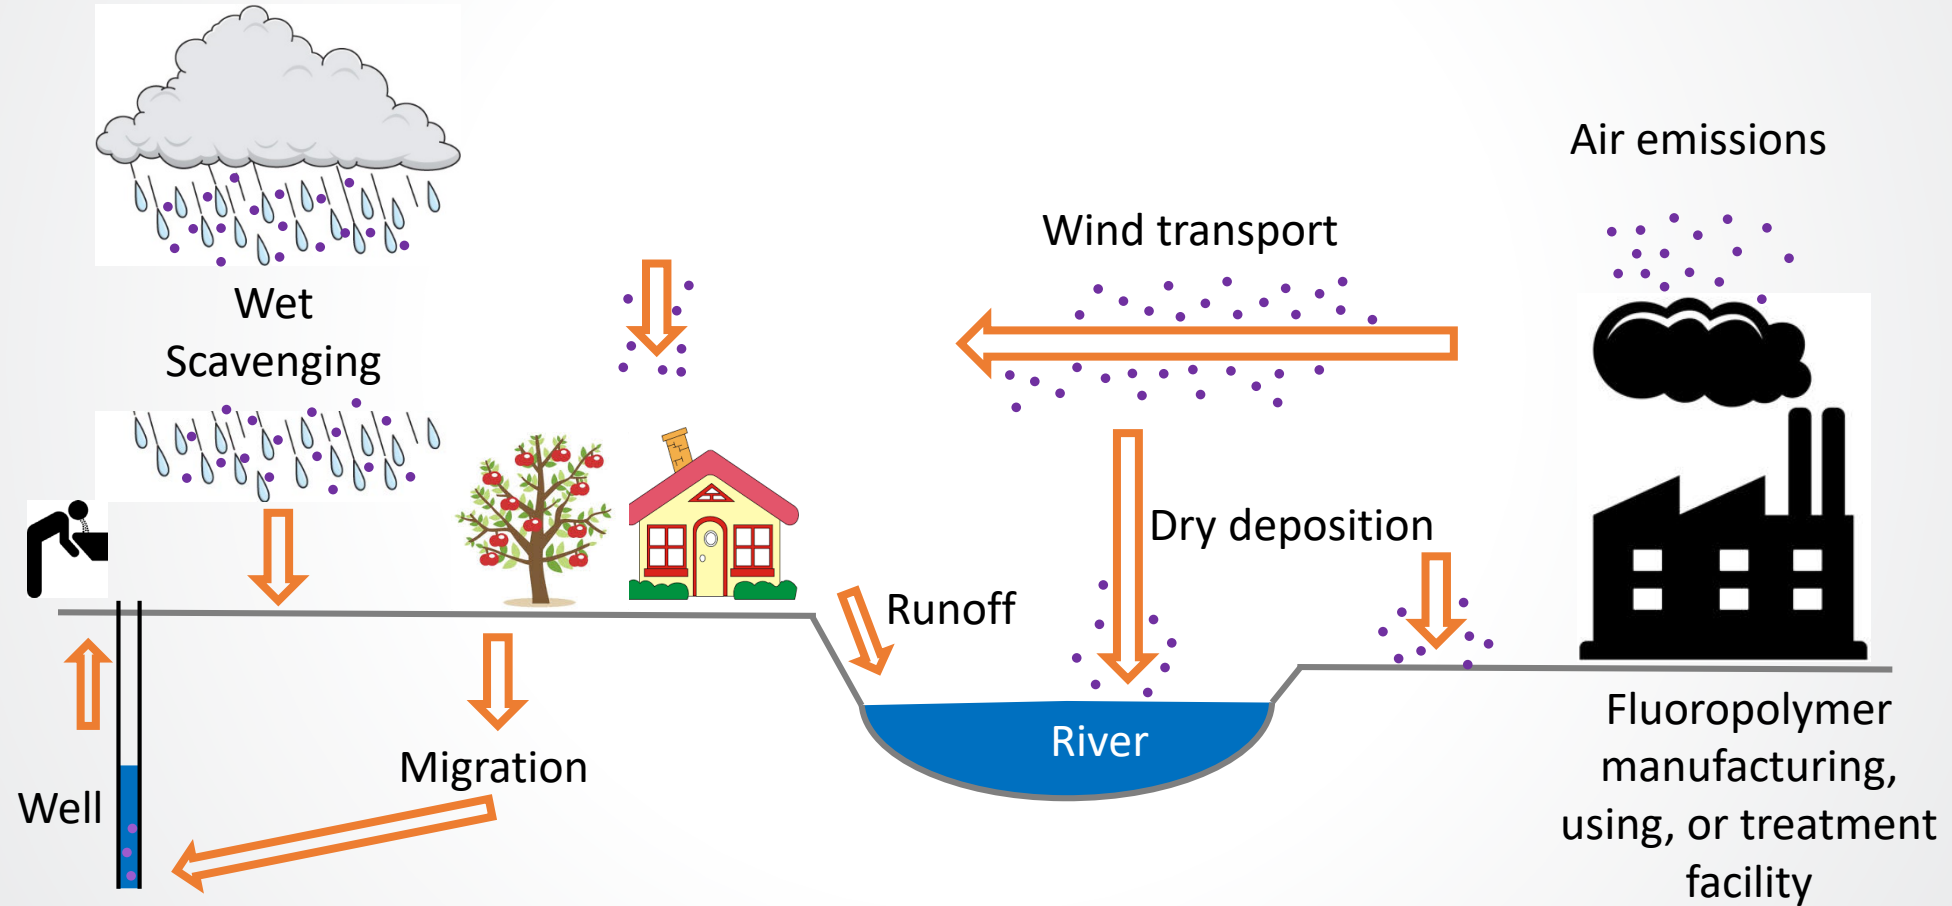 Air emissions
Wind transport
Wet
Scavenging
Dry deposition
Runoff
River
Migration
Well
Fluoropolymer
manufacturing,
using, or treatment
facility